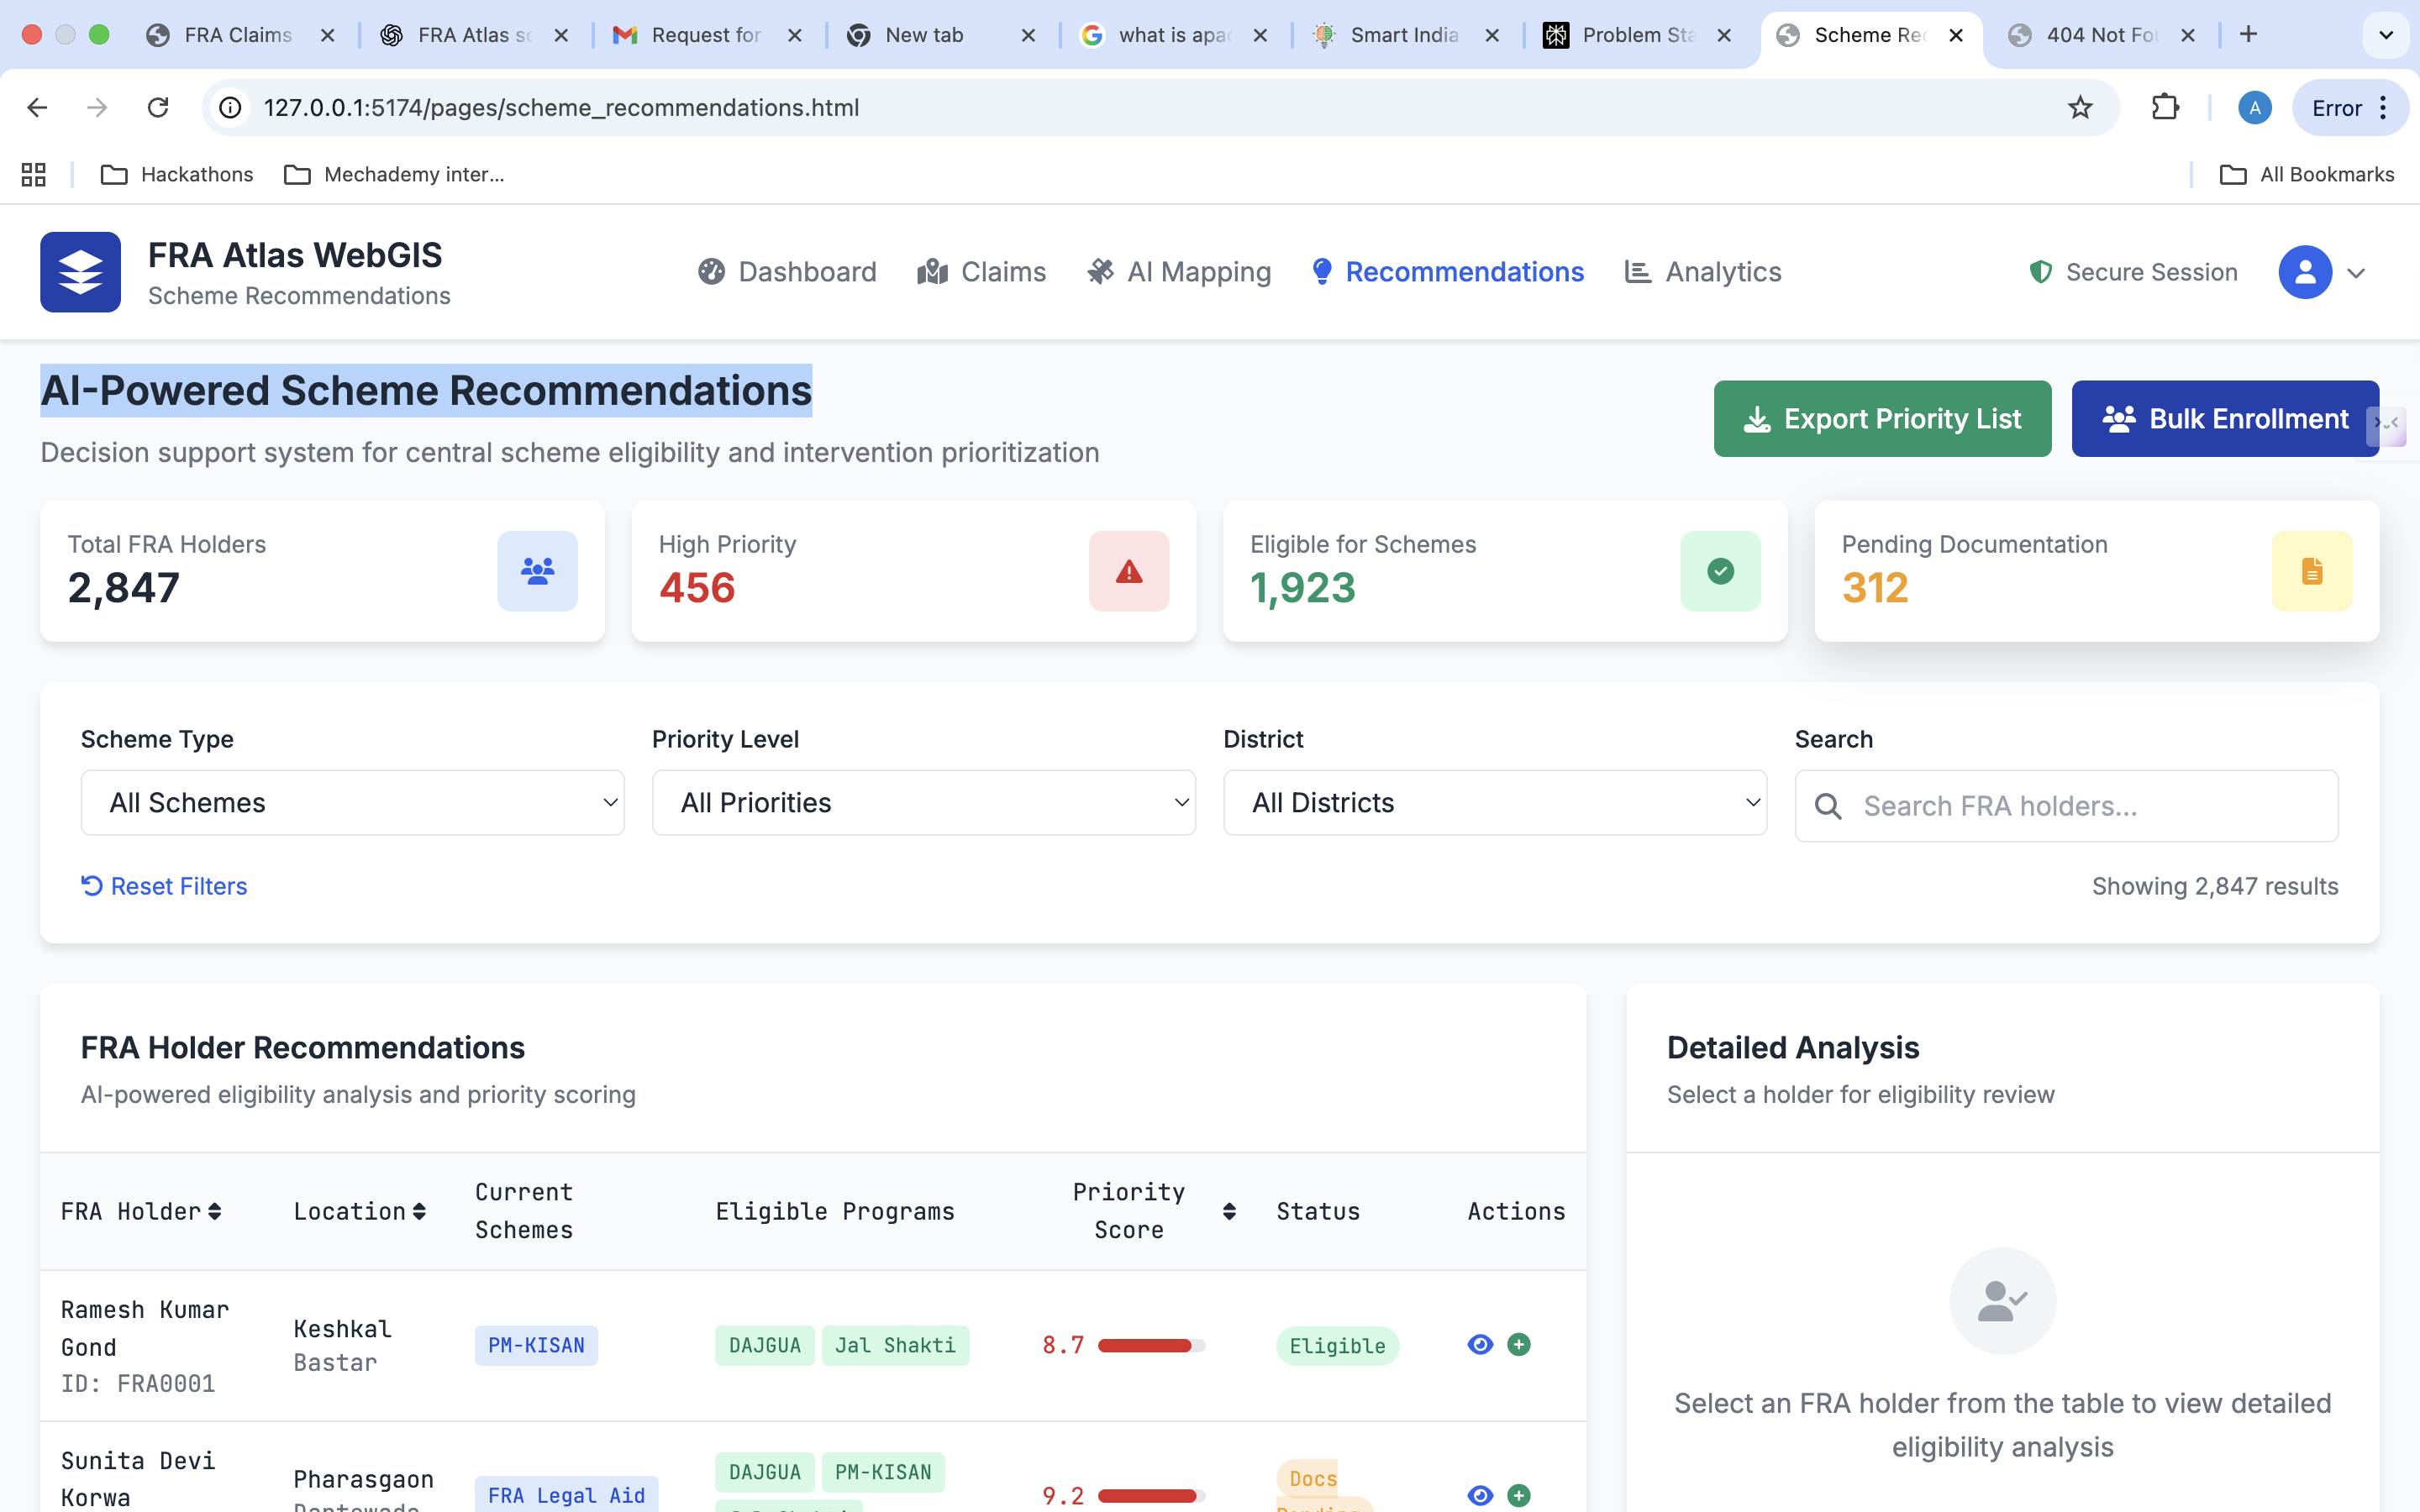 FRA Claims
FRA Atlas sc
Request for
New tab
what is apac
Smart India
Problem Sta
Scheme Rec
404 Not Fou
127.0.0.1:5174/pages/scheme_recommendations.html
A
Error
Hackathons
Mechademy inter...
All Bookmarks
FRA Atlas WebGIS
Scheme Recommendations
Dashboard
Claims
AI Mapping
Recommendations
Analytics
Secure Session
AI-Powered Scheme Recommendations
Decision support system for central scheme eligibility and intervention prioritization
Export Priority List
Bulk Enrollment
Total FRA Holders
2,847
High Priority
456
Eligible for Schemes
1,923
Pending Documentation
312
Scheme Type
Priority Level
District
Search
All Schemes
All Priorities
All Districts
Search FRA holders...
Reset Filters
Showing 2,847 results
FRA Holder Recommendations
AI-powered eligibility analysis and priority scoring
FRA Holder
Location
Current
Schemes
Eligible Programs
Priority
Score
Status
Actions
Ramesh Kumar
Gond
ID: FRA0001
Keshkal
Bastar
PM-KISAN
DAJGUA
Jal Shakti
8.7
Eligible
Sunita Devi
Korwa
Pharasgaon
FRA Legal Aid
DAJGUA
PM-KISAN
9.2
Docs
Detailed Analysis
Select a holder for eligibility review
Select an FRA holder from the table to view detailed
eligibility analysis